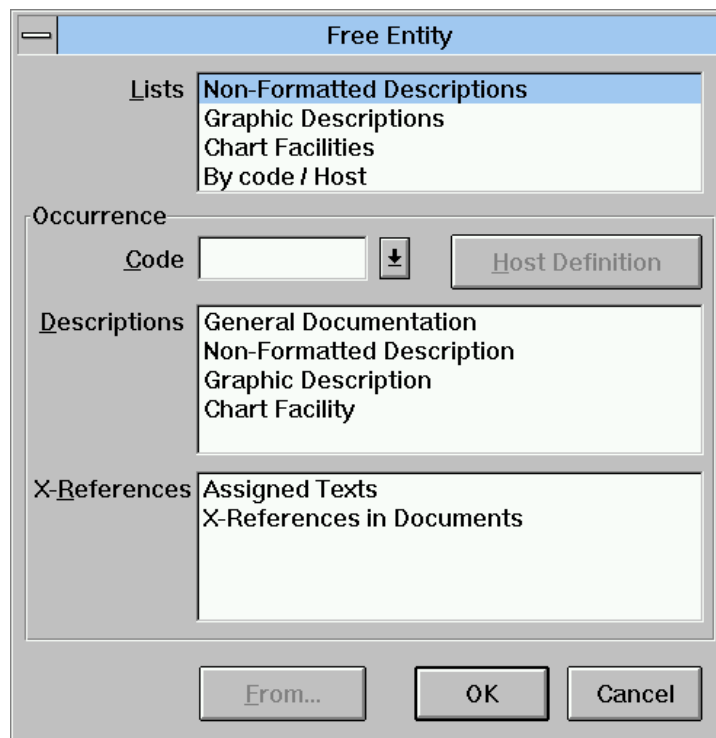 Free Entity
Lists
Non-Formatted Descriptions
Graphic Descriptions
Chart Facilities
By code / Host
Occurrence
Code
Host Definition
Descriptions
General Documentation
Non-Formatted Description
Graphic Description
Chart Facility
X-References
Assigned Texts
X-References in Documents
From...
OK
Cancel